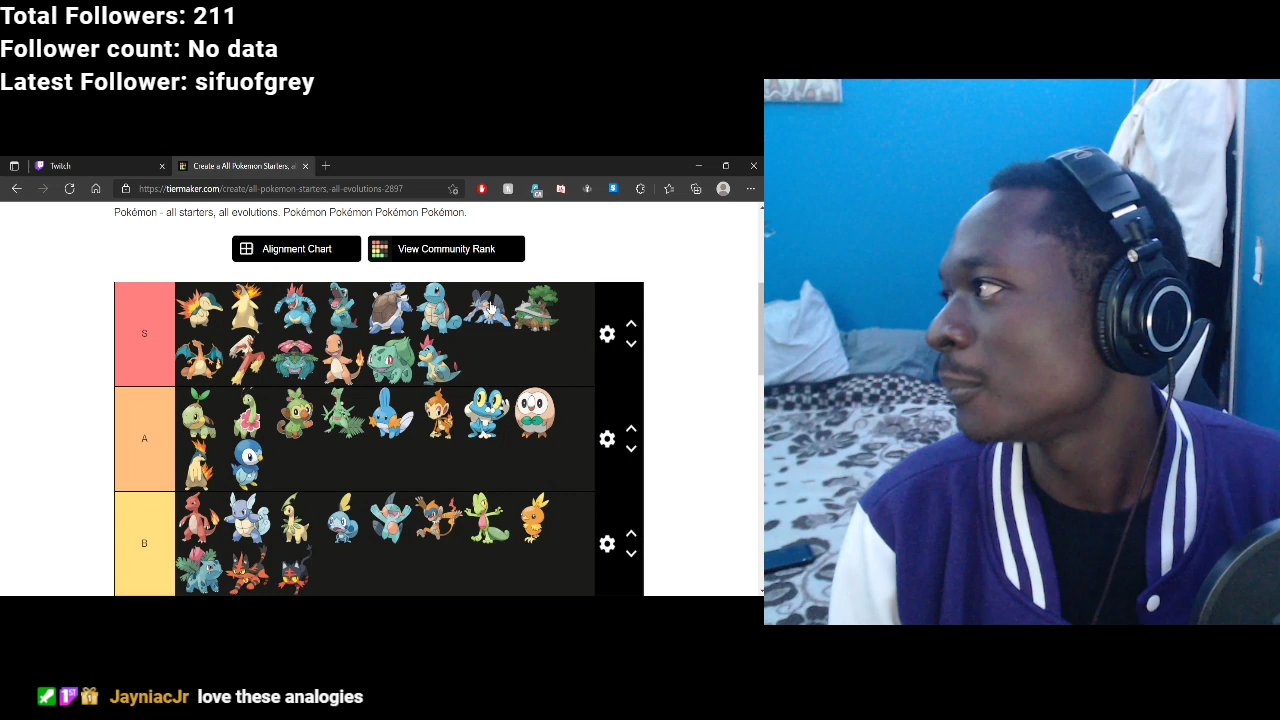 Total Followers: 211
Follower count: No data
Latest Follower: sifuofgrey
Twitch
Create a All Pokemon Starters, a
https://tiermaker.com/create/all-pokemon-starters,-all-evolutions-2897
Pokémon - all starters, all evolutions. Pokémon Pokémon Pokémon Pokémon.
Alignment Chart
View Community Rank
S
A
B
JayniacJr love these analogies